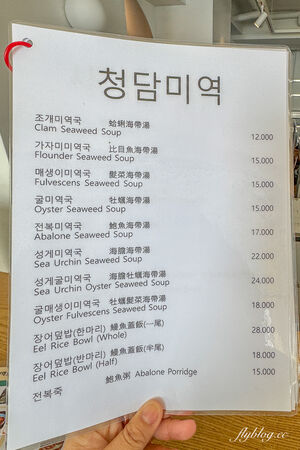 청담미역
조개미역국 蛤蜊海帶湯
Clam Seaweed Soup 12.000
가자미미역국 比目魚海帶湯
Flounder Seaweed Soup 15.000
매생이미역국 髮菜海帶湯
Fulvescens Seaweed Soup 15,000
굴미역국 牡蠣海帶湯
Oyster Seaweed Soup 15,000
전복미역국 鮑魚海帶湯
Abalone Seaweed Soup 17.000
성게미역국 海膽海帶湯
Sea Urchin Seaweed Soup 22,000
성게굴미역국 海膽牡蠣海帶湯
Sea Urchin Oyster Seaweed Soup 24,000
굴매생이미역국 牡蠣髮菜海帶湯
Oyster Fulvescens Seaweed Soup 18.000
장어덮밥(한마리) 鰻魚蓋飯(一尾)
Eel Rice Bowl (Whole) 28.000
장어덮밥(반마리) 鰻魚蓋飯(半尾)
Eel Rice Bowl (Half) 18.000
전복죽 鮑魚粥 Abalone Porridge 15.000
flyblog.cc